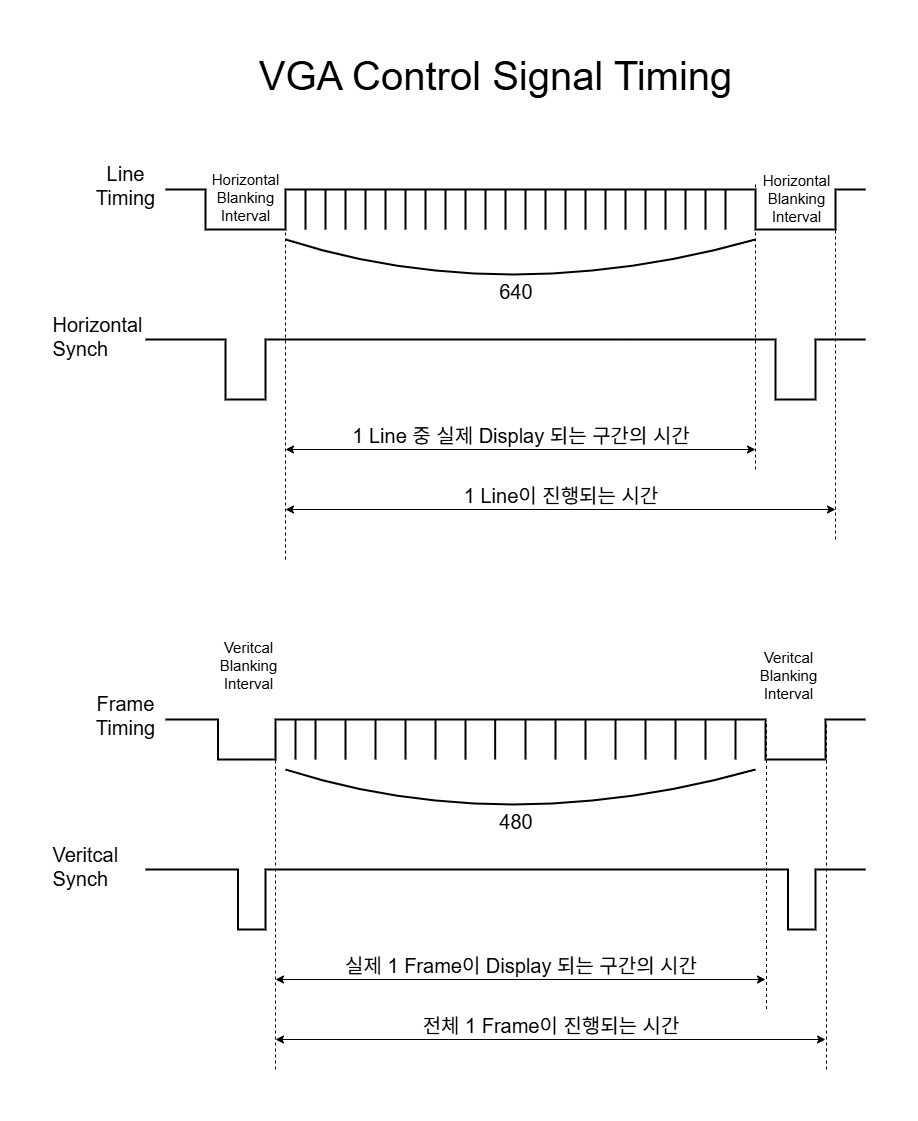 VGA Control Signal Timing
Line
Timing
Horizontal
Blanking
Interval
Horizontal
Blanking
Interval
640
Horizontal
Synch
1 Line 중 실제 Display 되는 구간의 시간
1 Line이 진행되는 시간
Veritcal
Blanking
Interval
Veritcal
Blanking
Interval
Frame
Timing
480
Veritcal
Synch
실제 1 Frame이 Display 되는 구간의 시간
전체 1 Frame이 진행되는 시간